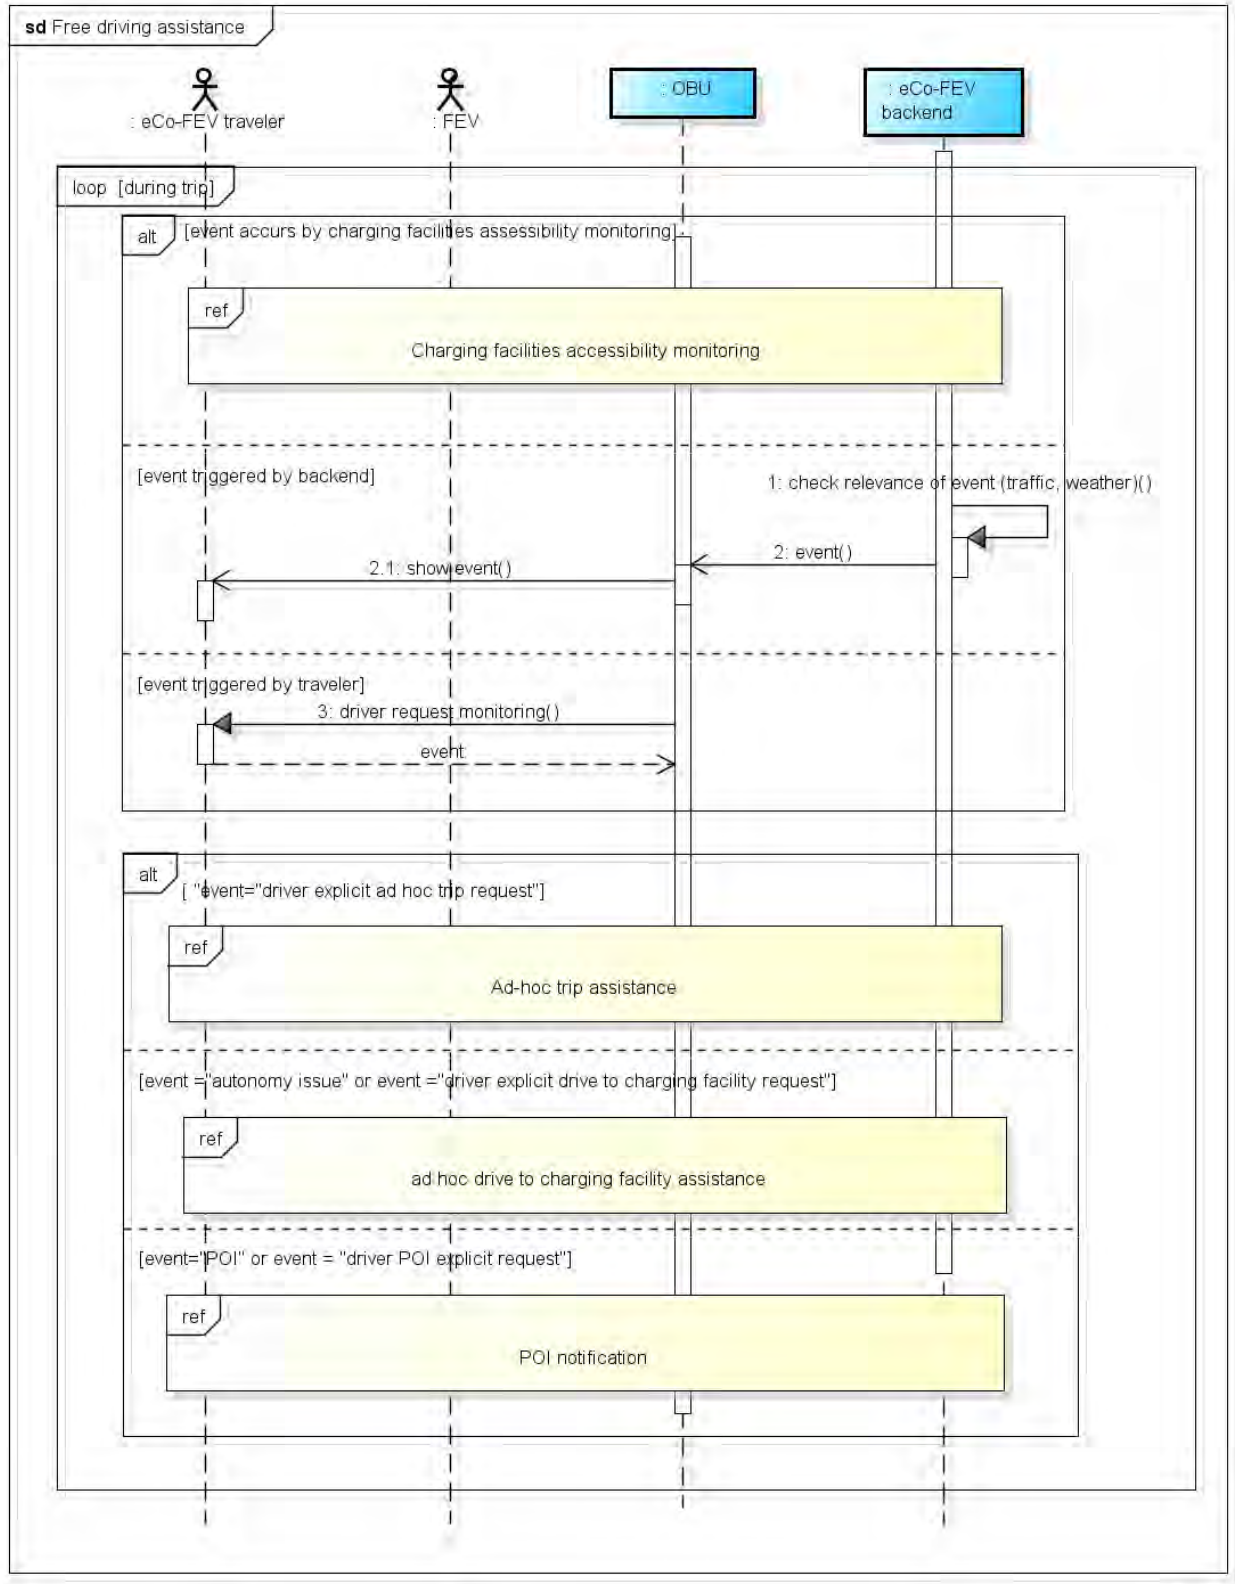 sd Free driving assistance
: eCo-FEV traveler
: FEV
: OBU
: eCo-FEV
backend
loop [during trip]
alt
[event accurs by charging facilities assessibility monitoring]
ref
Charging facilities accessibility monitoring
[event triggered by backend]
1: check relevance of event (traffic, weather)()
2: event()
2.1: show event()
[event triggered by traveler]
3: driver request monitoring()
event
alt
[ "event="driver explicit ad hoc trip request"]
ref
Ad-hoc trip assistance
[event ="autonomy issue" or event ="driver explicit drive to charging facility request"]
ref
ad hoc drive to charging facility assistance
[event="POI" or event = "driver POI explicit request"]
ref
POI notification